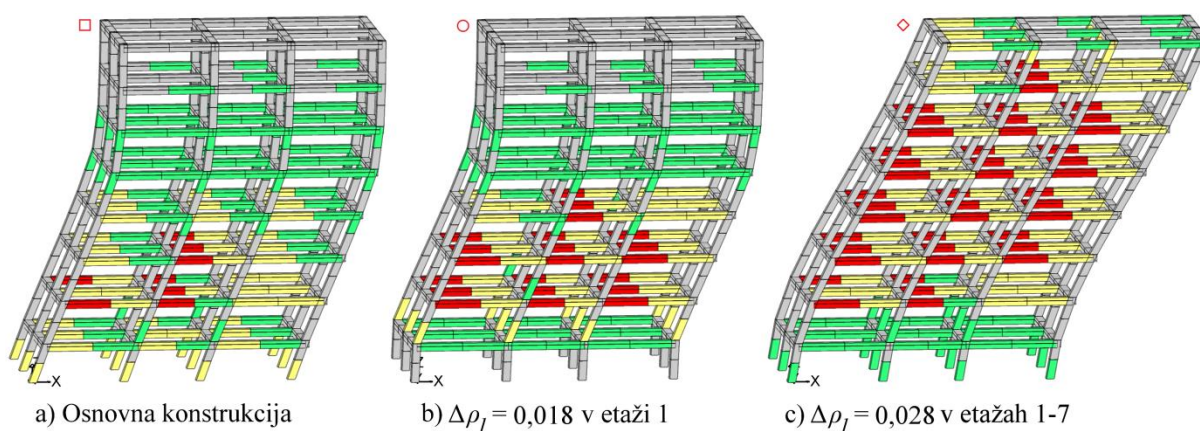 X
X
X
a) Osnovna konstrukcija
b) Δρ₁ = 0,018 v etaži 1
c) Δρ₁ = 0,028 v etažah 1-7